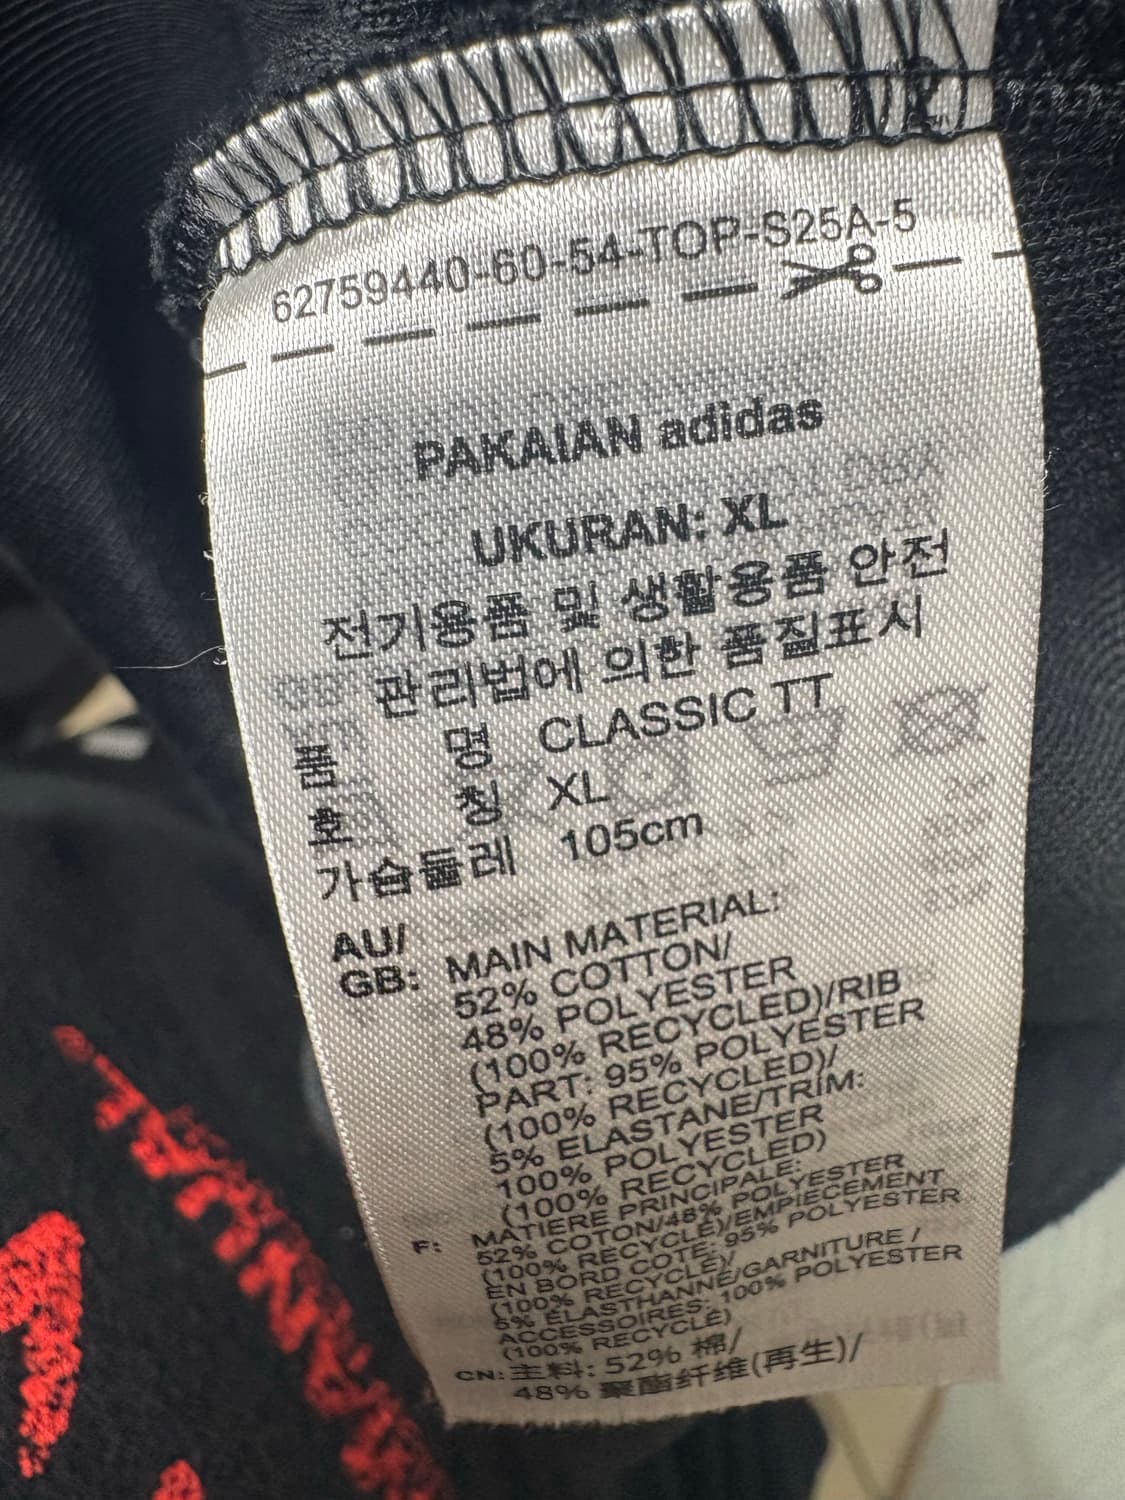 62759440-60-54-TOP-S25A-5
PAKAIAN adidas
UKURAN: XL
전기용품 및 생활용품 안전
관리법에 의한 품질표시
품 명 CLASSIC TT
호 칭 XL
가슴둘레 105cm
AU/
GB: MAIN MATERIAL:
52% COTTON/
48% POLYESTER
(100% RECYCLED)/RIB
PART: 95% POLYESTER
(100% RECYCLED)/
5% ELASTANE/TRIM:
100% POLYESTER
(100% RECYCLED)
F: MATIERE PRINCIPALE:
52% COTON/48% POLYESTER
(100% RECYCLE)/EMPIECEMENT
EN BORD COTE: 95% POLYESTER
(100% RECYCLE)/
5% ELASTHANNE/GARNITURE /
ACCESSOIRES: 100% POLYESTER
(100% RECYCLE)
CN: 主料: 52% 棉/
48% 聚酯纤维(再生)/